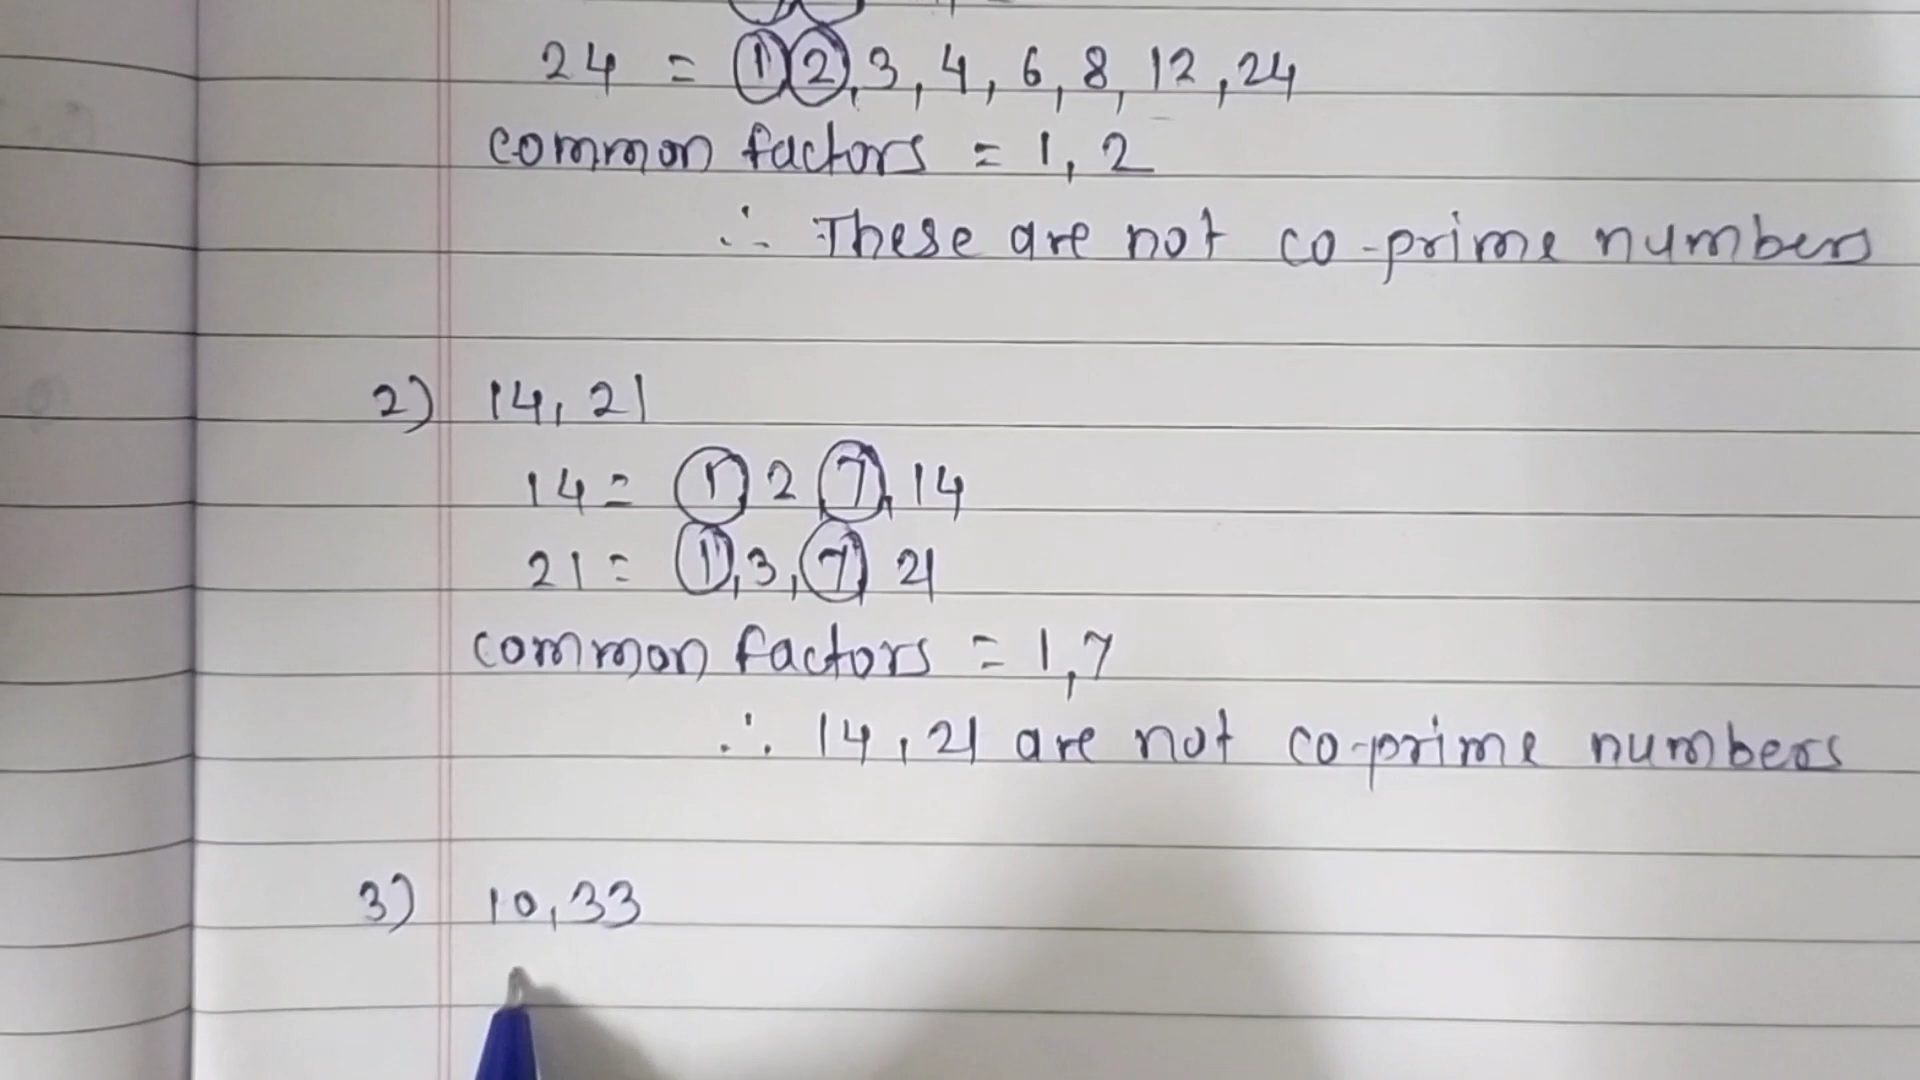 24 = 1 2, 3, 4, 6, 8, 12, 24
common factors = 1, 2
∴ These are not co-prime numbers
2) 14, 21
14 = 1, 2 7, 14
21 = 1, 3, 7 21
common factors = 1, 7
∴ 14, 21 are not co-prime numbers
3) 10, 33